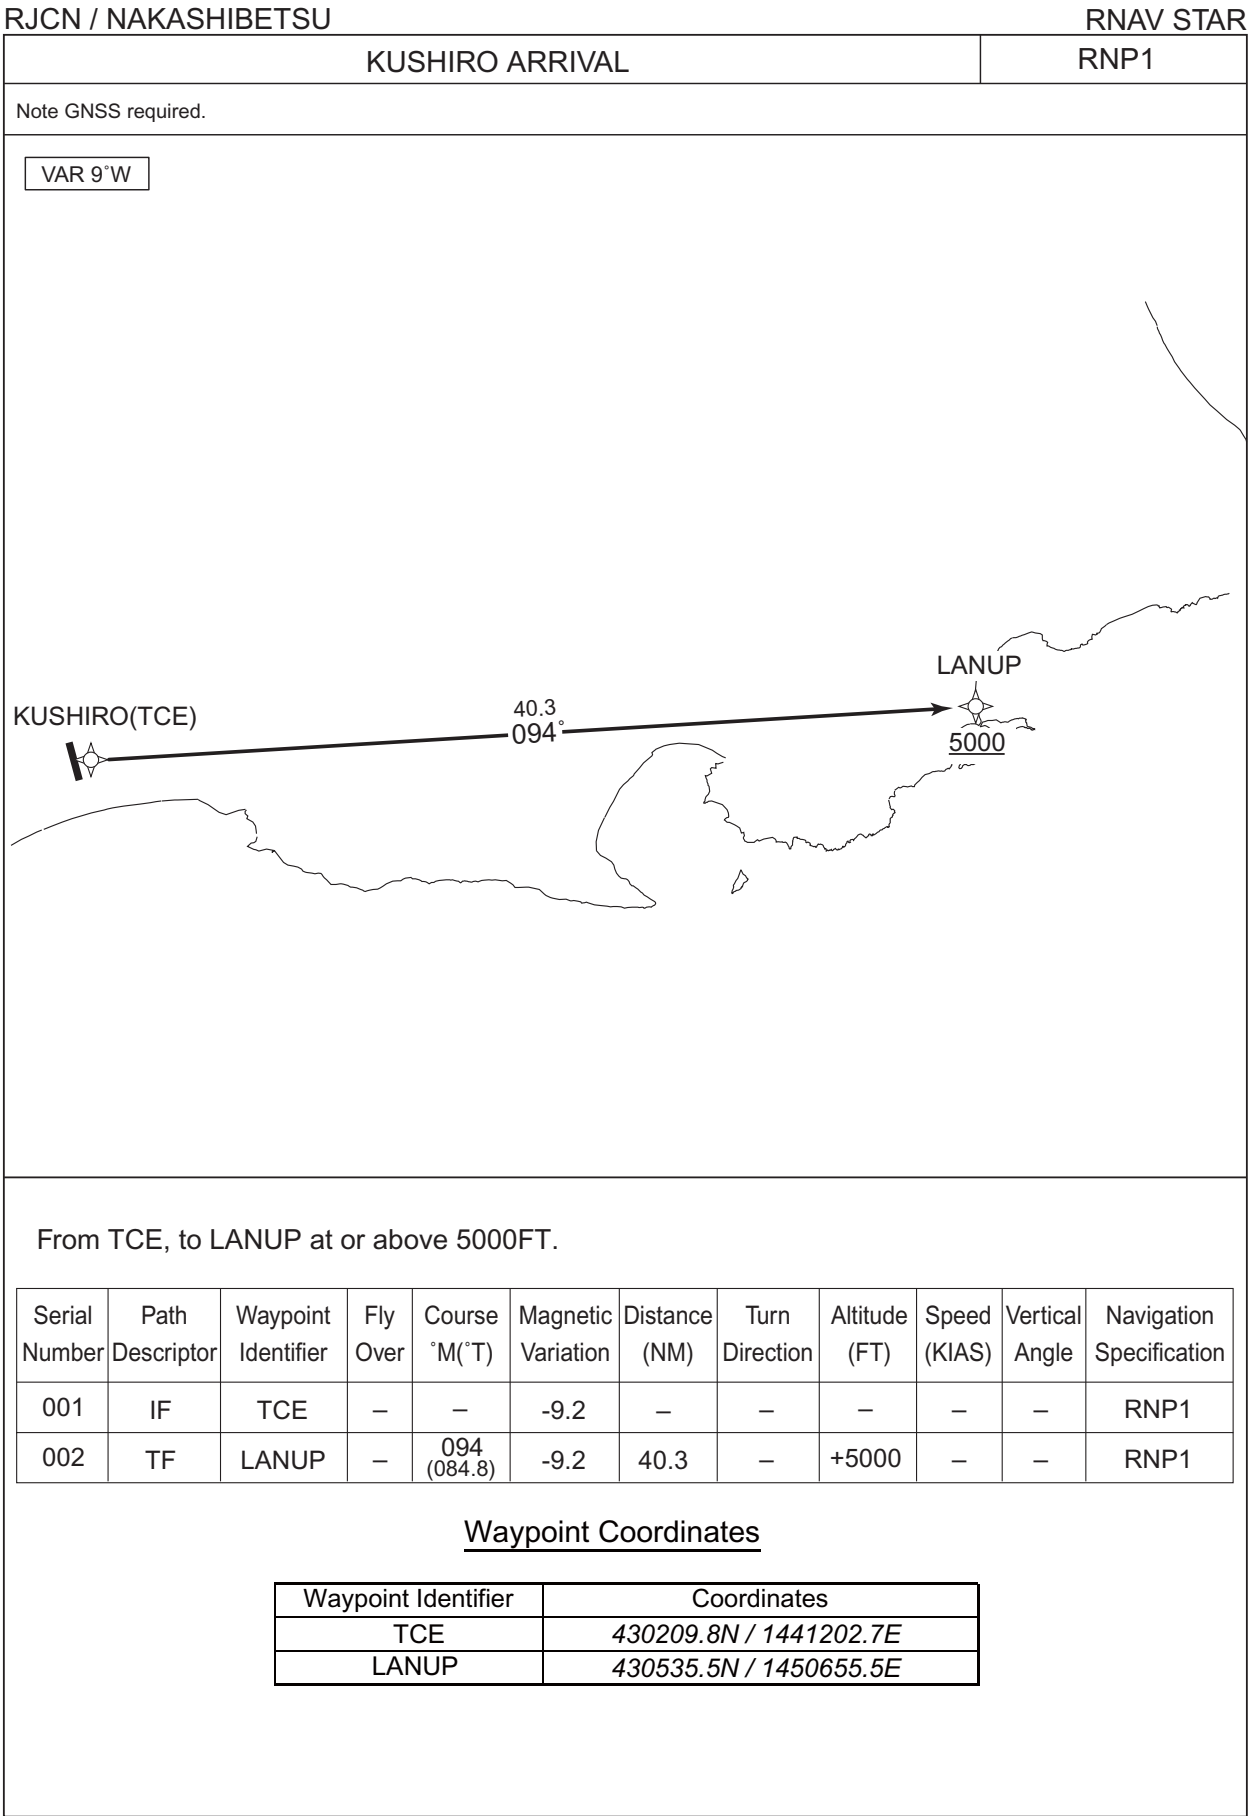 RJCN / NAKASHIBETSU RNAV STAR
KUSHIRO ARRIVAL RNP1
Note GNSS required.
VAR 9˚W
LANUP
KUSHIRO(TCE)
40.3
094˚
5000
From TCE, to LANUP at or above 5000FT.
Serial Number Path Descriptor Waypoint Identifier Fly Over Course ˚M(˚T) Magnetic Variation Distance (NM) Turn Direction Altitude (FT) Speed (KIAS) Vertical Angle Navigation Specification
001 IF TCE – – -9.2 – – – – – RNP1
002 TF LANUP – 094 (084.8) -9.2 40.3 – +5000 – – RNP1
Waypoint Coordinates
Waypoint Identifier Coordinates
TCE 430209.8N / 1441202.7E
LANUP 430535.5N / 1450655.5E